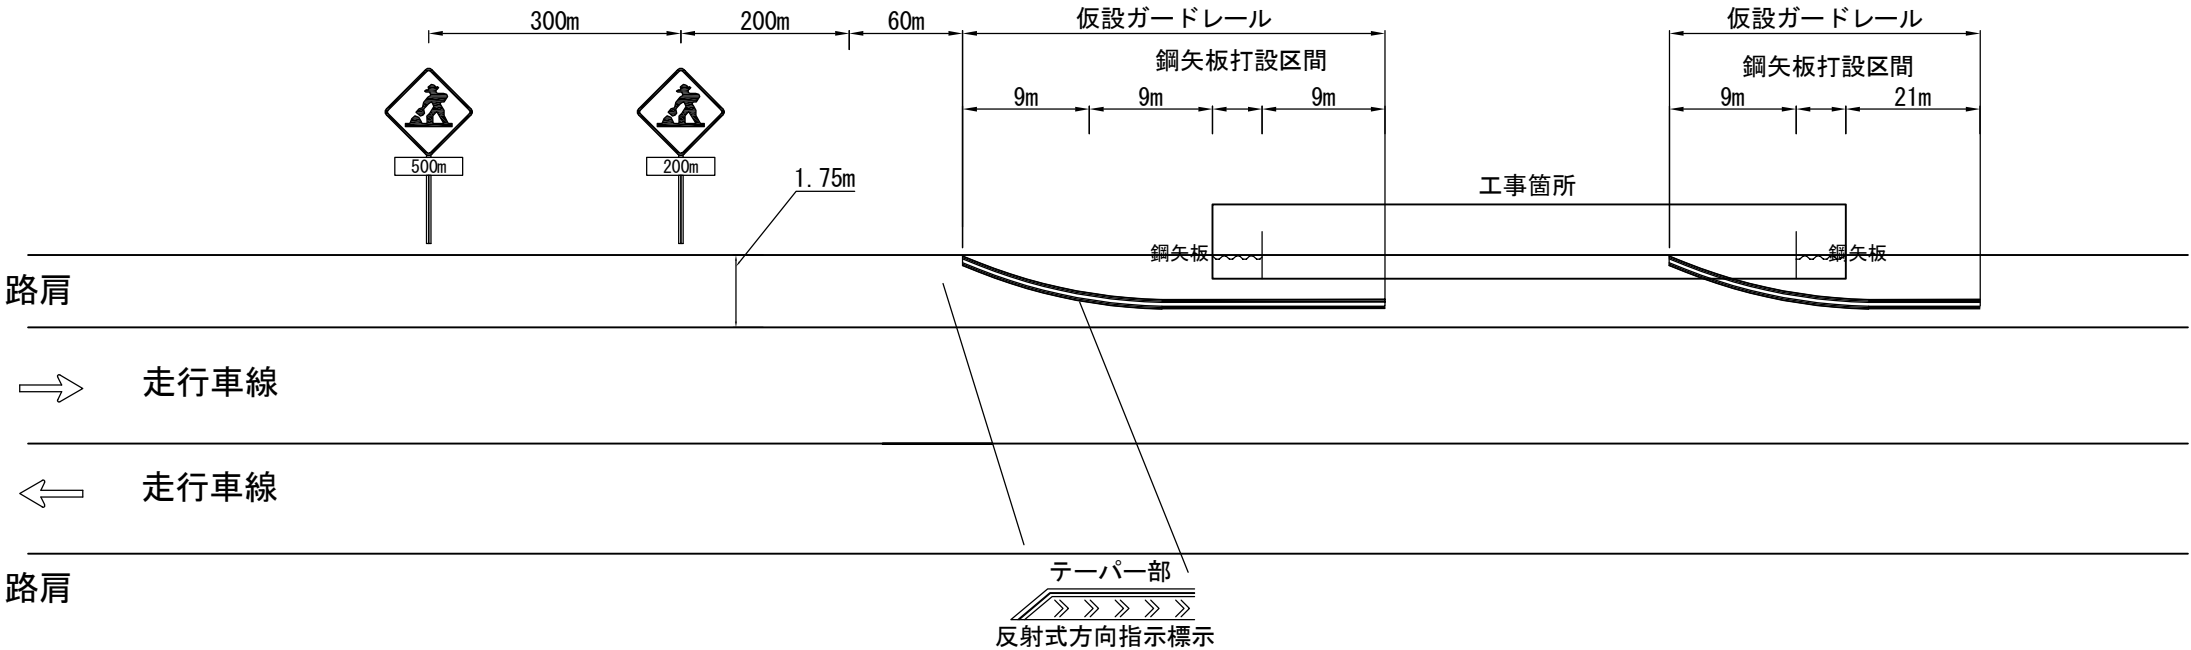 300m
200m
60m
仮設ガードレール
仮設ガードレール
鋼矢板打設区間
鋼矢板打設区間
9m
9m
9m
9m
21m
500m
200m
1.75m
工事箇所
鋼矢板
鋼矢板
路肩
走行車線
走行車線
路肩
テーパー部
反射式方向指示標示